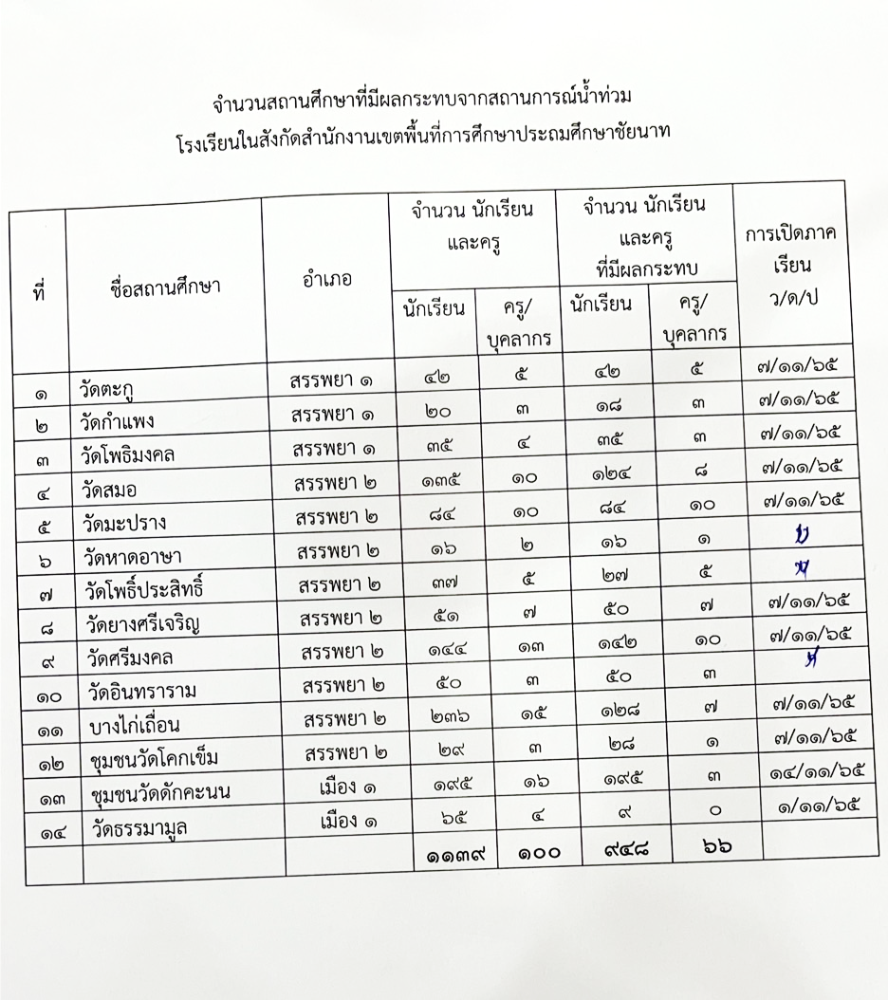 จำนวนสถานศึกษาที่มีผลกระทบจากสถานการณ์น้ำท่วม
โรงเรียนในสังกัดสำนักงานเขตพื้นที่การศึกษาประถมศึกษาชัยนาท
ที่ ชื่อสถานศึกษา อำเภอ จำนวน นักเรียน และครู จำนวน นักเรียน และครู ที่มีผลกระทบ การเปิดภาค เรียน ว/ด/ป
นักเรียน ครู/ บุคลากร นักเรียน ครู/ บุคลากร
๑ วัดตะกู สรรพยา ๑ ๔๒ ๕ ๔๒ ๕ ๗/๑๑/๖๕
๒ วัดกำแพง สรรพยา ๑ ๒๐ ๓ ๑๘ ๓ ๗/๑๑/๖๕
๓ วัดโพธิมงคล สรรพยา ๑ ๓๕ ๔ ๓๕ ๓ ๗/๑๑/๖๕
๔ วัดสมอ สรรพยา ๒ ๑๓๕ ๑๐ ๑๒๔ ๘ ๗/๑๑/๖๕
๕ วัดมะปราง สรรพยา ๒ ๘๔ ๑๐ ๘๔ ๑๐ ๗/๑๑/๖๕
๖ วัดหาดอาษา สรรพยา ๒ ๑๖ ๒ ๑๖ ๑
๗ วัดโพธิ์ประสิทธิ์ สรรพยา ๒ ๓๗ ๕ ๒๗ ๕
๘ วัดยางศรีเจริญ สรรพยา ๒ ๕๑ ๗ ๕๐ ๗ ๗/๑๑/๖๕
๙ วัดศรีมงคล สรรพยา ๒ ๑๔๔ ๑๓ ๑๔๒ ๑๐ ๗/๑๑/๖๕
๑๐ วัดอินทราราม สรรพยา ๒ ๕๐ ๓ ๕๐ ๓
๑๑ บางไก่เถื่อน สรรพยา ๒ ๒๓๖ ๑๕ ๑๒๘ ๗ ๗/๑๑/๖๕
๑๒ ชุมชนวัดโคกเข็ม สรรพยา ๒ ๒๙ ๓ ๒๘ ๑ ๗/๑๑/๖๕
๑๓ ชุมชนวัดดักคะนน เมือง ๑ ๑๙๕ ๑๖ ๑๙๕ ๓ ๑๔/๑๑/๖๕
๑๔ วัดธรรมามูล เมือง ๑ ๖๕ ๔ ๙ ๐ ๑/๑๑/๖๕
๑๑๓๙ ๑๐๐ ๙๔๘ ๖๖